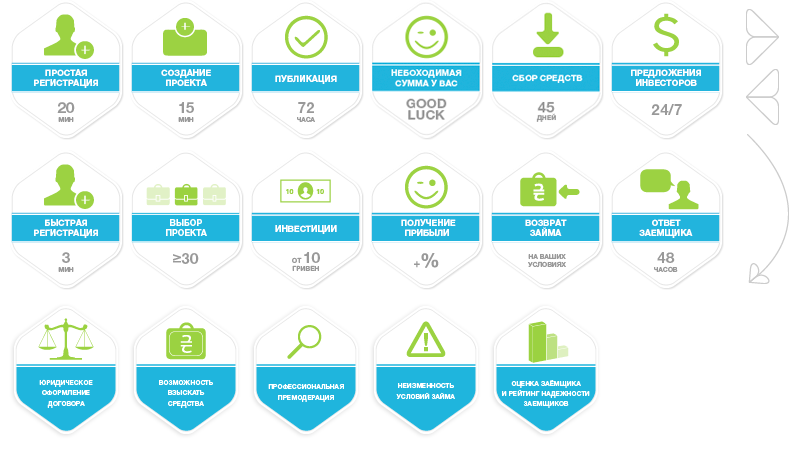 ПРОСТАЯ
РЕГИСТРАЦИЯ
20
МИН
СОЗДАНИЕ
ПРОЕКТА
15
МИН
ПУБЛИКАЦИЯ
72
ЧАСА
НЕБОХОДИМАЯ
СУММА У ВАС
GOOD
LUCK
СБОР СРЕДСТВ
45
ДНЕЙ
$
ПРЕДЛОЖЕНИЯ
ИНВЕСТОРОВ
24/7
БЫСТРАЯ
РЕГИСТРАЦИЯ
3
МИН
ВЫБОР
ПРОЕКТА
≥30
10 10
ИНВЕСТИЦИИ
от 10
ГРИВЕН
ПОЛУЧЕНИЕ
ПРИБЫЛИ
+%
₴
ВОЗВРАТ
ЗАЙМА
НА ВАШИХ
УСЛОВИЯХ
ОТВЕТ
ЗАЕМЩИКА
48
ЧАСОВ
ЮРИДИЧЕСКОЕ
ОФОРМЛЕНИЕ
ДОГОВОРА
₴
ВОЗМОЖНОСТЬ
ВЗЫСКАТЬ
СРЕДСТВА
ПРОФЕССИОНАЛЬНАЯ
ПРЕМОДЕРАЦИЯ
!
НЕИЗМЕННОСТЬ
УСЛОВИЙ ЗАЙМА
ОЦЕНКА ЗАЁМЩИКА
И РЕЙТИНГ НАДЕЖНОСТИ
ЗАЕМЩИКОВ